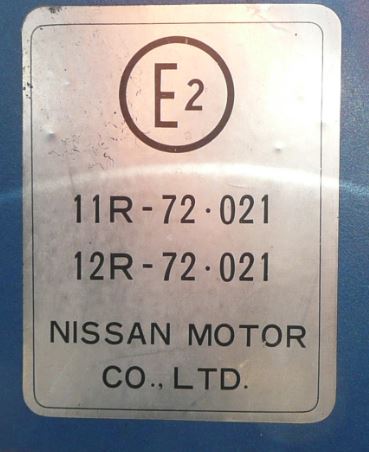 E2
11R-72·021
12R-72·021
NISSAN MOTOR
CO., LTD.